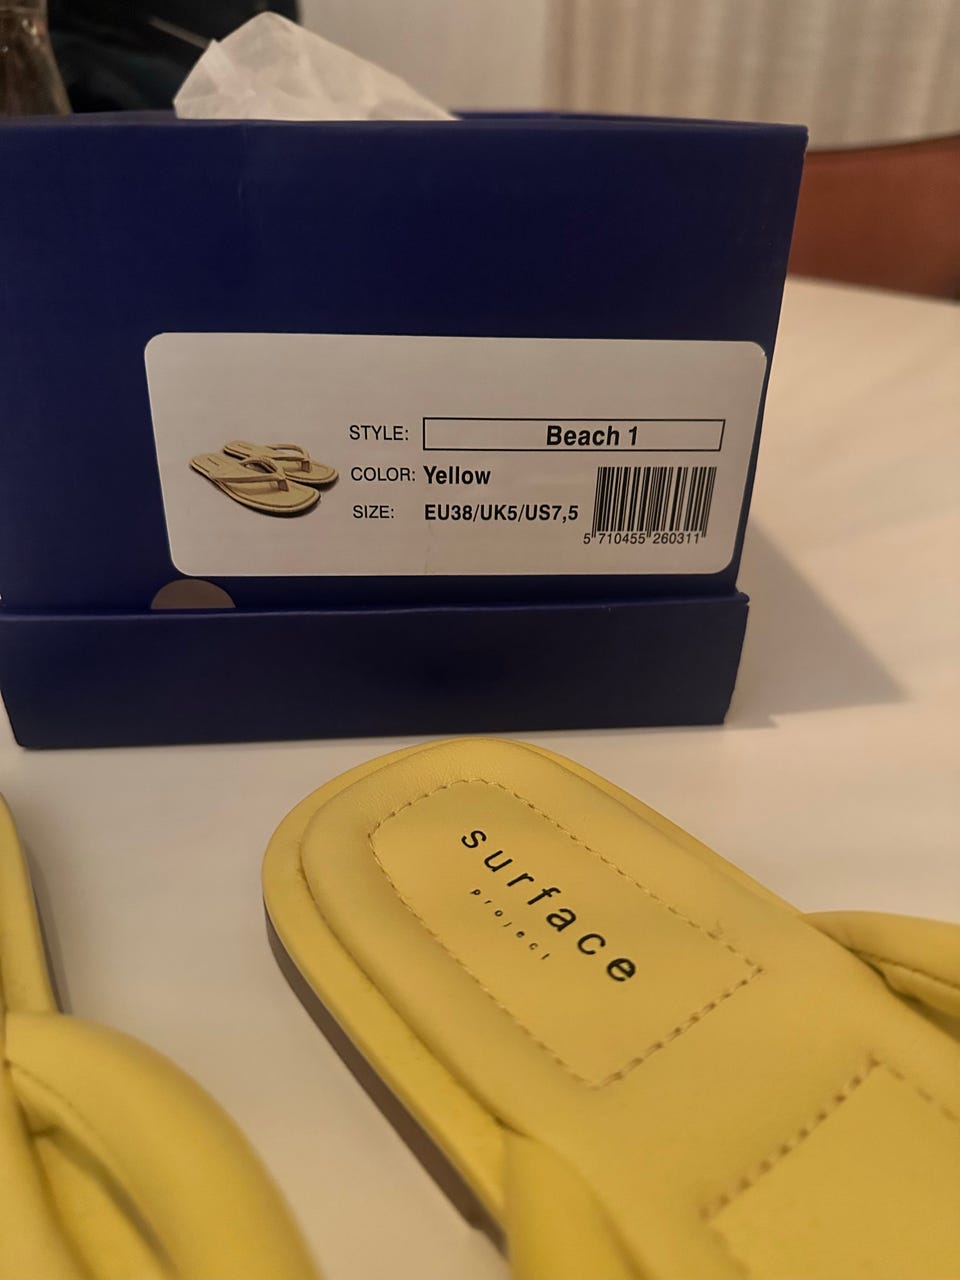 STYLE: Beach 1
COLOR: Yellow
SIZE: EU38/UK5/US7,5
5 710455 260311
surface
project